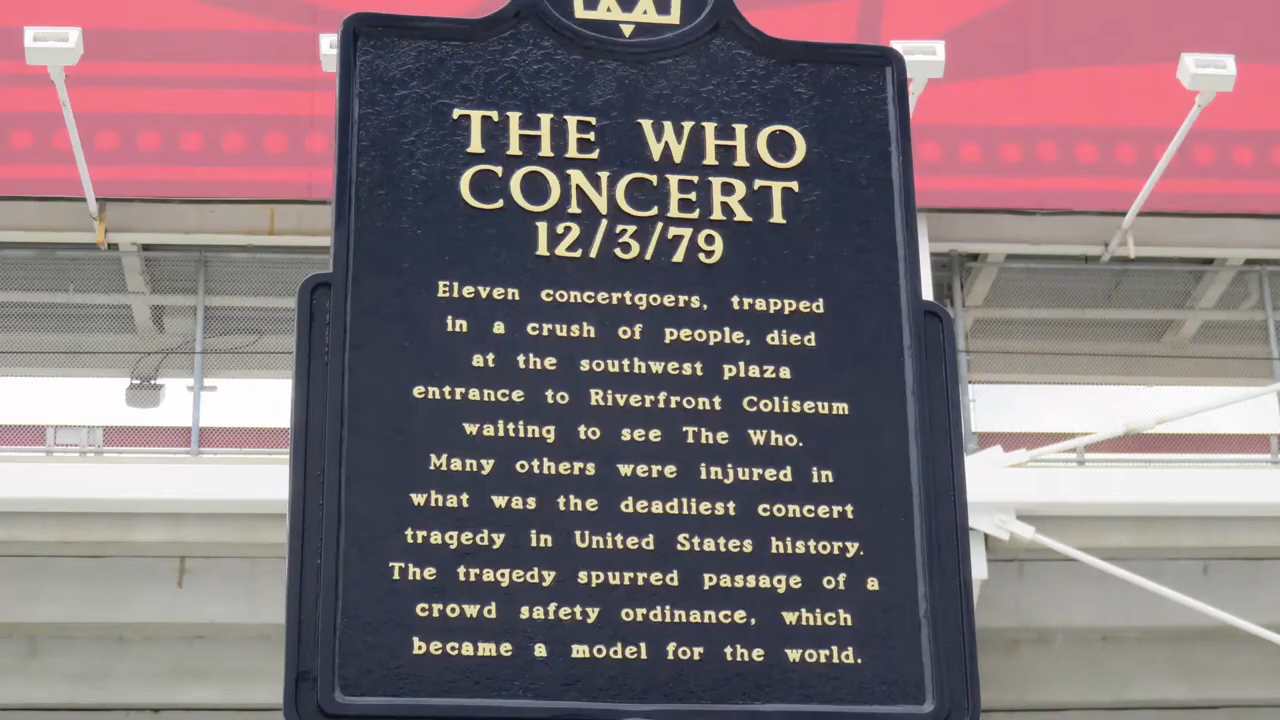 THE WHO
CONCERT
12/3/79
Eleven concertgoers, trapped
in a crush of people, died
at the southwest plaza
entrance to Riverfront Coliseum
waiting to see The Who.
Many others were injured in
what was the deadliest concert
tragedy in United States history.
The tragedy spurred passage of a
crowd safety ordinance, which
became a model for the world.